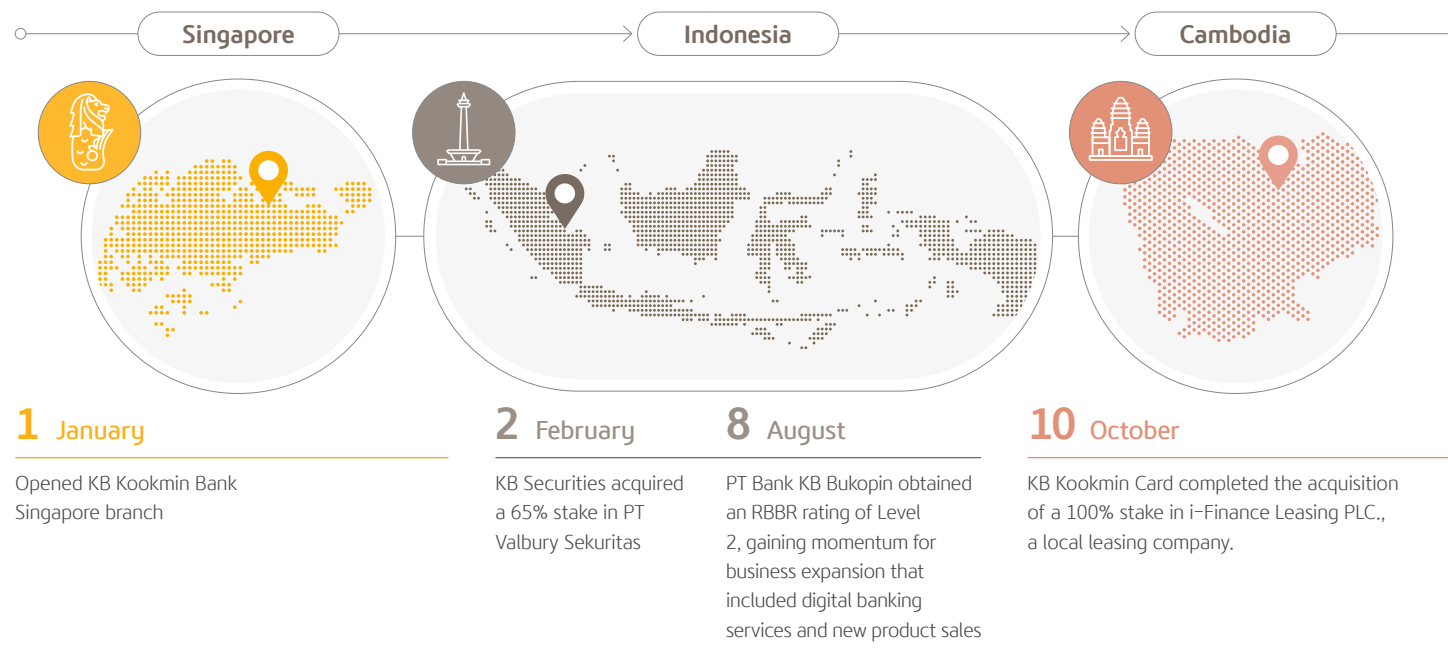 Singapore
Indonesia
Cambodia
1 January
Opened KB Kookmin Bank
Singapore branch
2 February
KB Securities acquired
a 65% stake in PT
Valbury Sekuritas
8 August
PT Bank KB Bukopin obtained
an RBBR rating of Level
2, gaining momentum for
business expansion that
included digital banking
services and new product sales
10 October
KB Kookmin Card completed the acquisition
of a 100% stake in i-Finance Leasing PLC.,
a local leasing company.